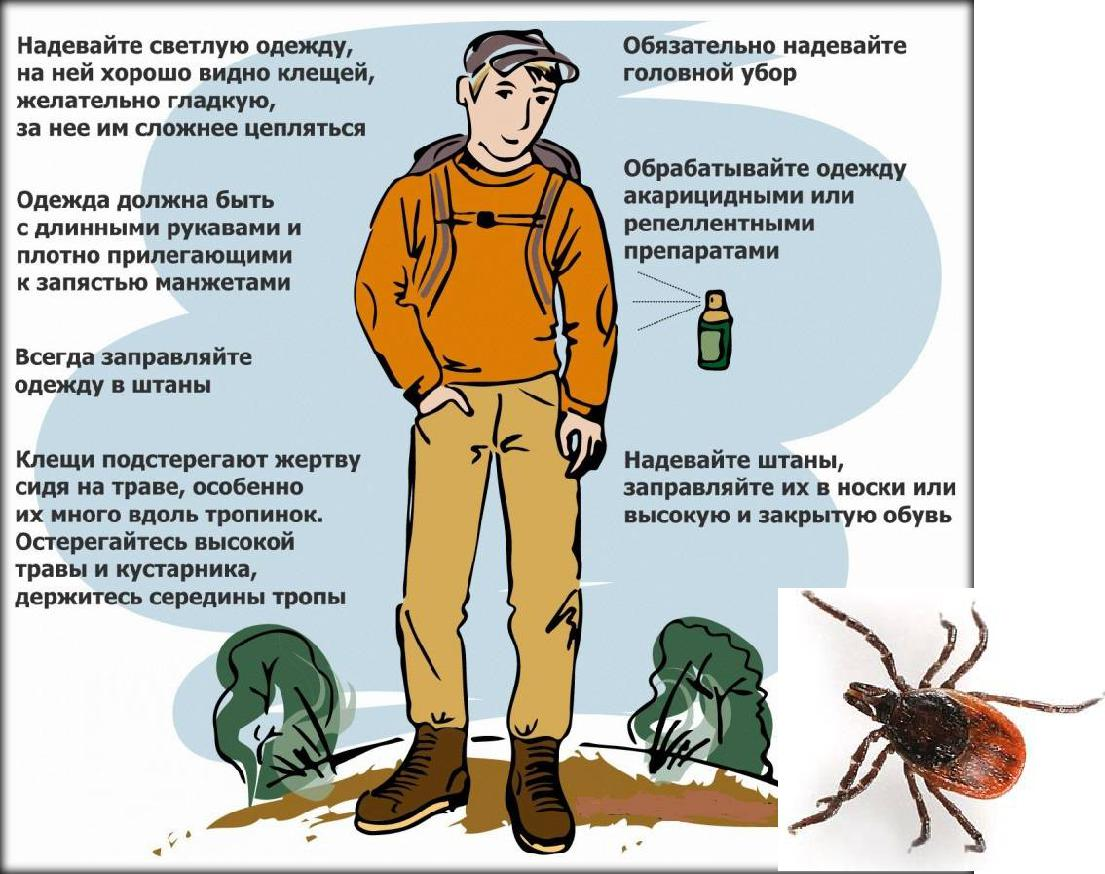 Надевайте светлую одежду,
на ней хорошо видно клещей,
желательно гладкую,
за нее им сложнее цепляться
Одежда должна быть
с длинными рукавами и
плотно прилегающими
к запястью манжетами
Всегда заправляйте
одежду в штаны
Клещи подстерегают жертву
сидя на траве, особенно
их много вдоль тропинок.
Остерегайтесь высокой
травы и кустарника,
держитесь середины тропы
Обязательно надевайте
головной убор
Обрабатывайте одежду
акарицидными или
репеллентными
препаратами
Надевайте штаны,
заправляйте их в носки или
высокую и закрытую обувь